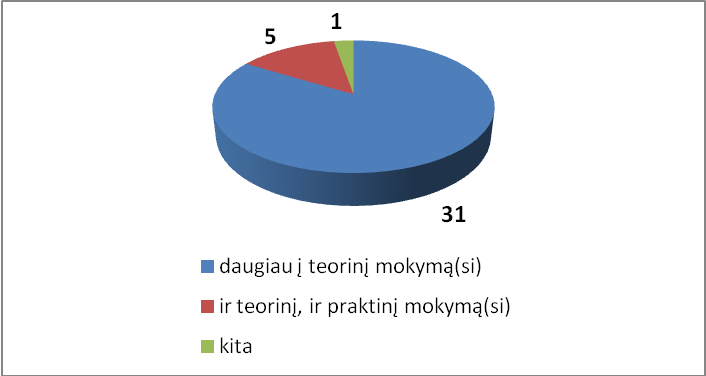 1
5
31
daugiau į teorinį mokymą(si)
ir teorinį, ir praktinį mokymą(si)
kita